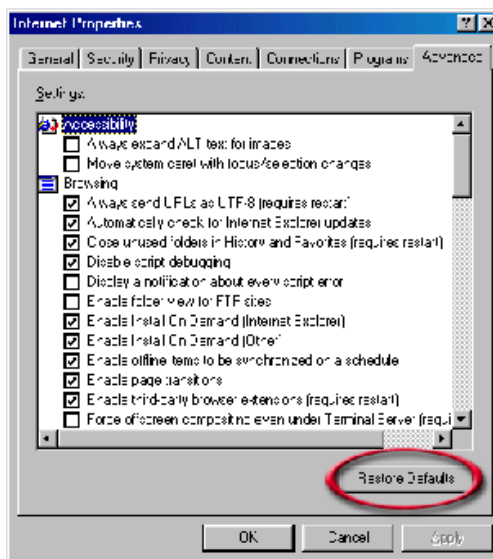 Internet Properties
General Security Privacy Content Connections Programs Advanced
Settings:
Accessibility
Always expand ALT text for images
Move system caret with focus/selection changes
Browsing
Always send URLs as UTF-8 (requires restart)
Automatically check for Internet Explorer updates
Close unused folders in History and Favorites (requires restart)
Disable script debugging
Display a notification about every script error
Enable folder view for FTP sites
Enable Install On Demand (Internet Explorer)
Enable Install On Demand (Other)
Enable offline items to be synchronized on a schedule
Enable page transitions
Enable third-party browser extensions (requires restart)
Force offscreen compositing even under Terminal Server (requi
Restore Defaults
OK Cancel Apply